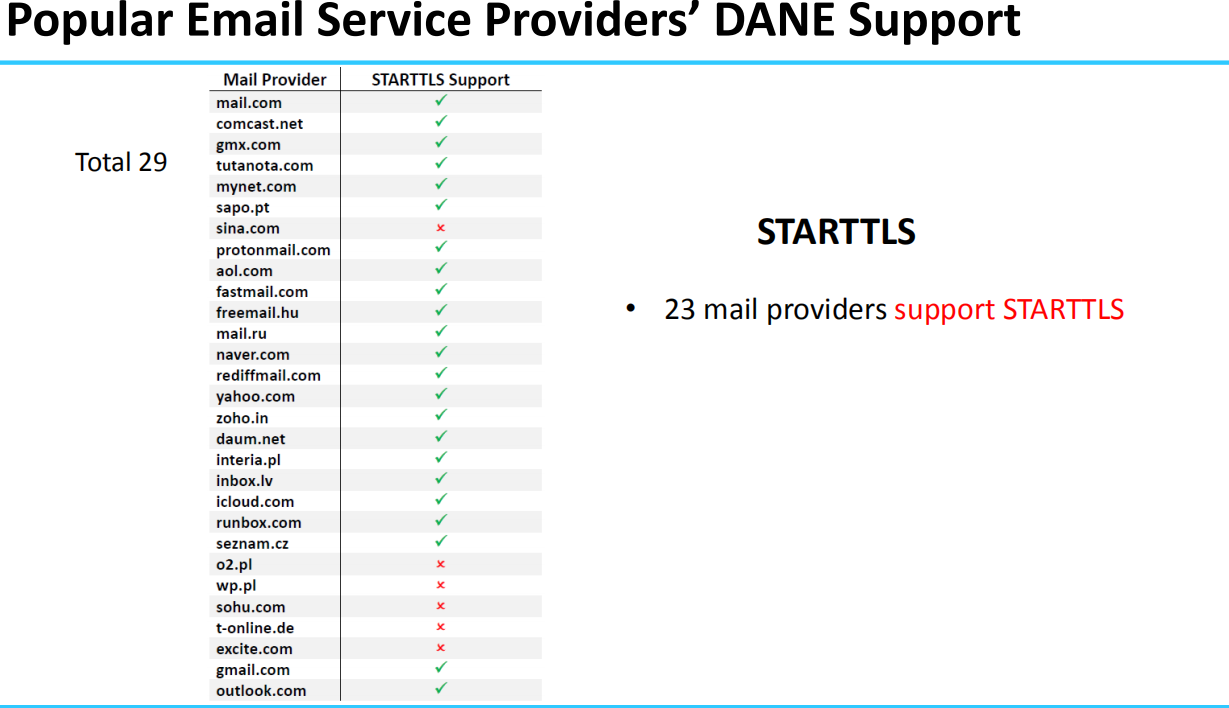 Popular Email Service Providers’ DANE Support
Total 29
Mail Provider STARTTLS Support
mail.com ✓
comcast.net ✓
gmx.com ✓
tutanota.com ✓
mynet.com ✓
sapo.pt ✓
sina.com ×
protonmail.com ✓
aol.com ✓
fastmail.com ✓
freemail.hu ✓
mail.ru ✓
naver.com ✓
rediffmail.com ✓
yahoo.com ✓
zoho.in ✓
daum.net ✓
interia.pl ✓
inbox.lv ✓
icloud.com ✓
runbox.com ✓
seznam.cz ✓
o2.pl ×
wp.pl ×
sohu.com ×
t-online.de ×
excite.com ×
gmail.com ✓
outlook.com ✓
STARTTLS
• 23 mail providers support STARTTLS